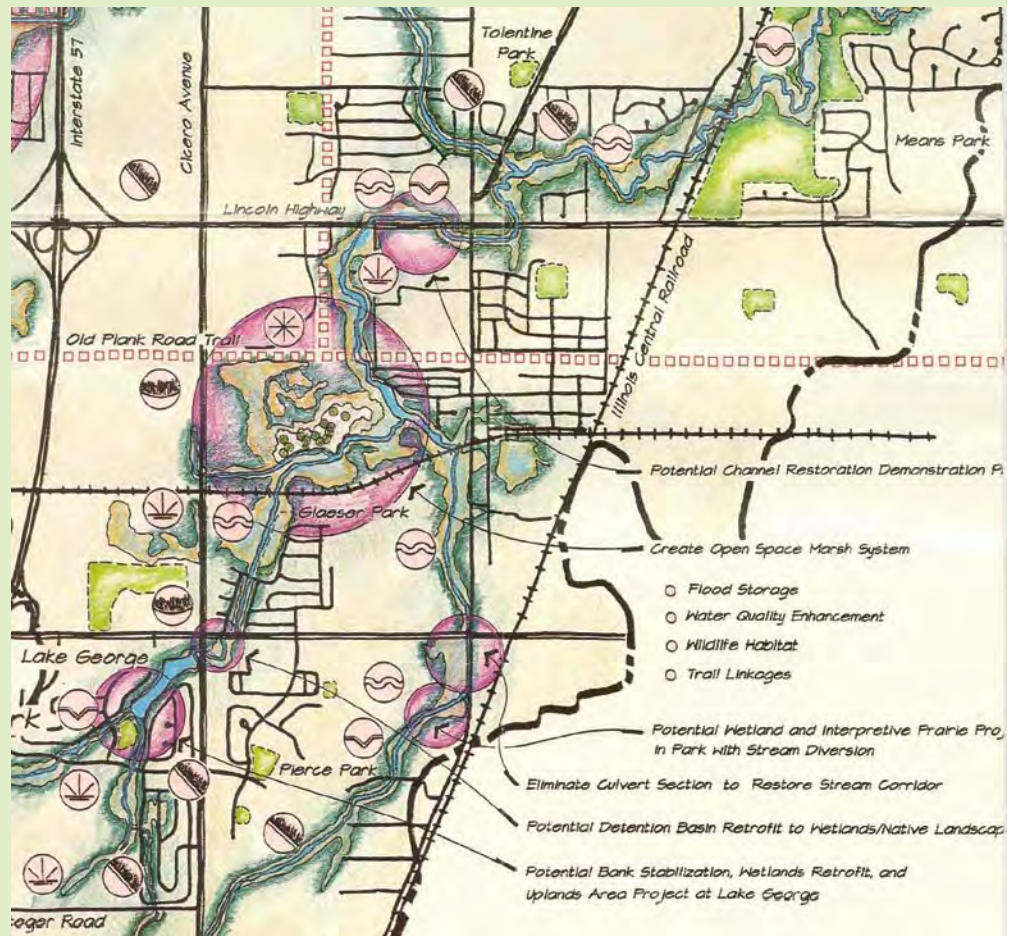 Interstate 57
Cicero Avenue
Tolentine
Park
Means Park
Lincoln Highway
Old Plank Road Trail
Illinois Central Railroad
Potential Channel Restoration Demonstration
Glaeser Park
Create Open Space Marsh System
Flood Storage
Water Quality Enhancement
Wildlife Habitat
Trail Linkages
Lake George
Potential Wetland and Interpretive Prairie
in Park with Stream Diversion
Pierce Park
Eliminate Culvert Section to Restore Stream Corridor
Potential Detention Basin Retrofit to Wetlands/Native
Potential Bank Stabilization, Wetlands Retrofit, and
Uplands Area Project at Lake George
Road